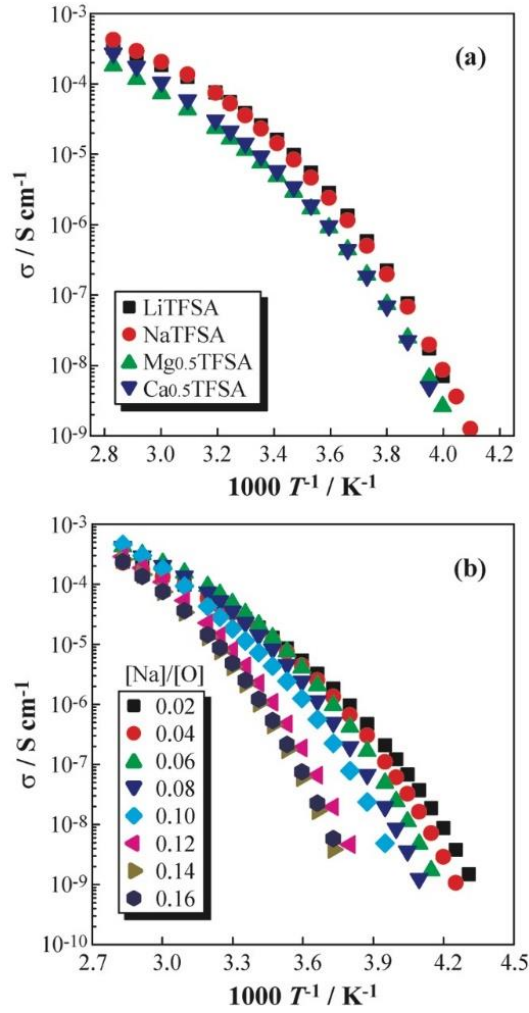 10⁻³
10⁻⁴
10⁻⁵
10⁻⁶
10⁻⁷
10⁻⁸
10⁻⁹
σ / S cm⁻¹
(a)
LiTFSA
NaTFSA
Mg0.5TFSA
Ca0.5TFSA
2.8 3.0 3.2 3.4 3.6 3.8 4.0 4.2
1000 T⁻¹ / K⁻¹
10⁻³
10⁻⁴
10⁻⁵
10⁻⁶
10⁻⁷
10⁻⁸
10⁻⁹
10⁻¹⁰
σ / S cm⁻¹
(b)
[Na]/[O]
0.02
0.04
0.06
0.08
0.10
0.12
0.14
0.16
2.7 3.0 3.3 3.6 3.9 4.2 4.5
1000 T⁻¹ / K⁻¹